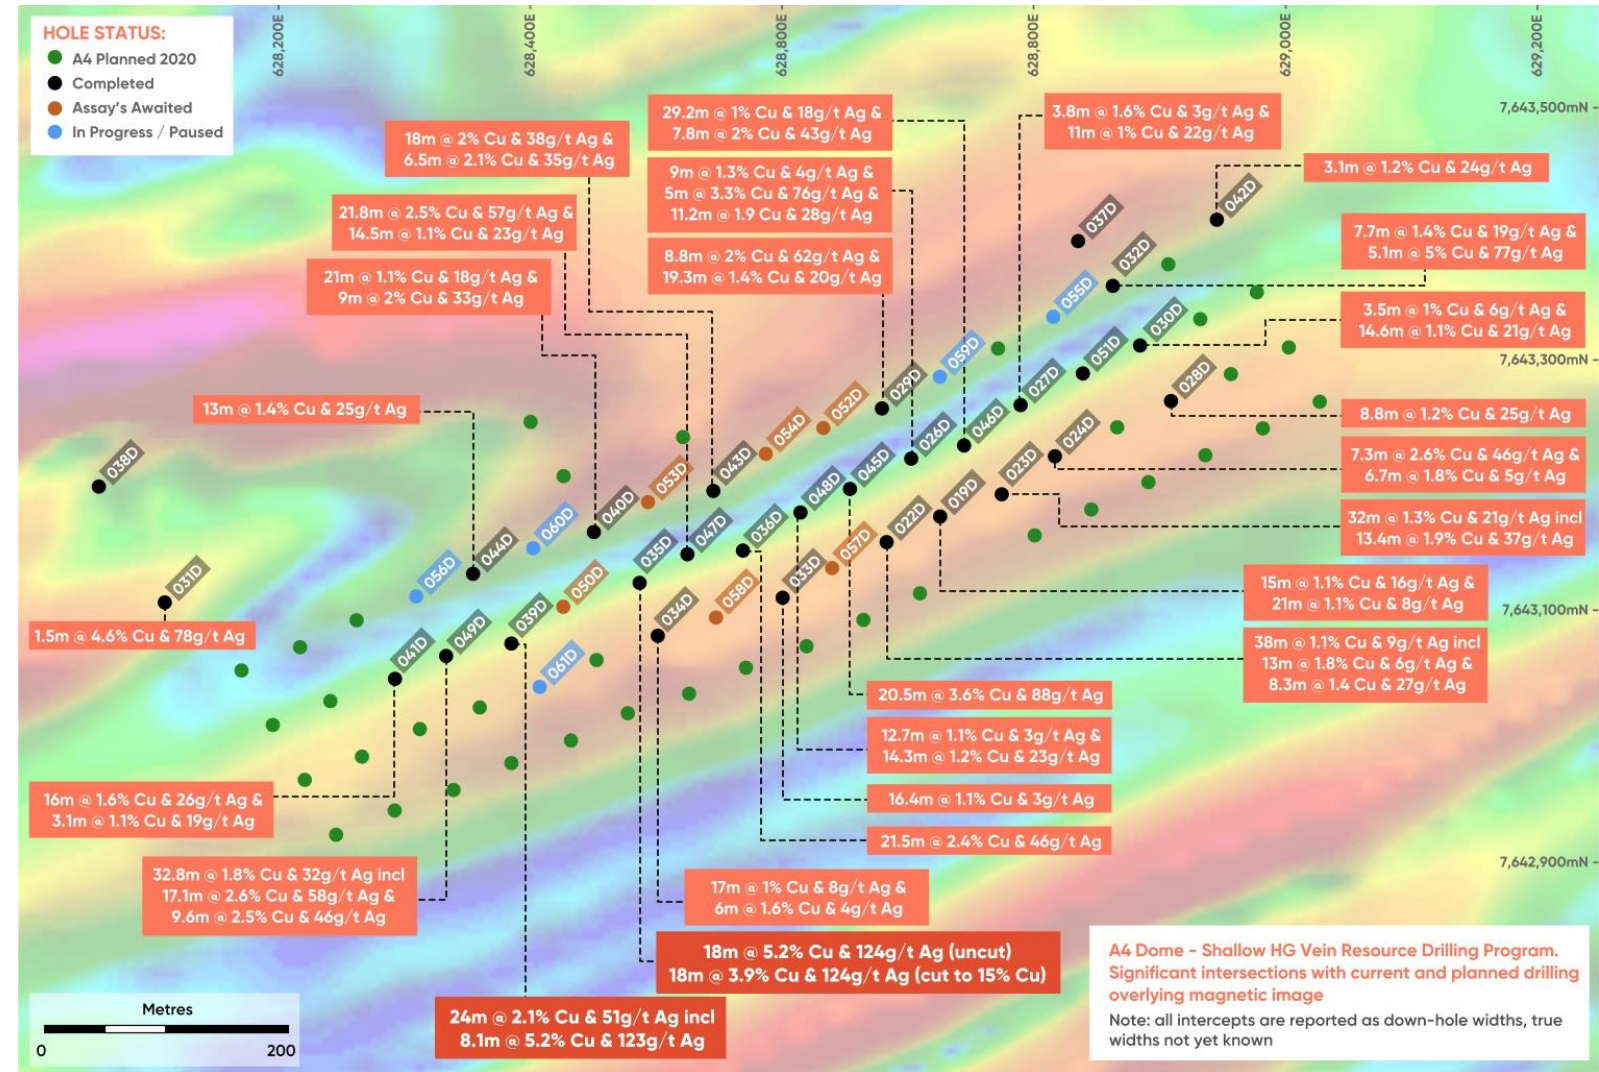 HOLE STATUS:
A4 Planned 2020
Completed
Assay's Awaited
In Progress / Paused
628,200E
628,400E
628,800E
628,800E
629,000E
629,200E
7,643,500mN
7,643,300mN
7,643,100mN
7,642,900mN
18m @ 2% Cu & 38g/t Ag &
6.5m @ 2.1% Cu & 35g/t Ag
29.2m @ 1% Cu & 18g/t Ag &
7.8m @ 2% Cu & 43g/t Ag
3.8m @ 1.6% Cu & 3g/t Ag &
11m @ 1% Cu & 22g/t Ag
3.1m @ 1.2% Cu & 24g/t Ag
9m @ 1.3% Cu & 4g/t Ag &
5m @ 3.3% Cu & 76g/t Ag &
11.2m @ 1.9 Cu & 28g/t Ag
21.8m @ 2.5% Cu & 57g/t Ag &
14.5m @ 1.1% Cu & 23g/t Ag
7.7m @ 1.4% Cu & 19g/t Ag &
5.1m @ 5% Cu & 77g/t Ag
8.8m @ 2% Cu & 62g/t Ag &
19.3m @ 1.4% Cu & 20g/t Ag
21m @ 1.1% Cu & 18g/t Ag &
9m @ 2% Cu & 33g/t Ag
3.5m @ 1% Cu & 6g/t Ag &
14.6m @ 1.1% Cu & 21g/t Ag
13m @ 1.4% Cu & 25g/t Ag
8.8m @ 1.2% Cu & 25g/t Ag
7.3m @ 2.6% Cu & 46g/t Ag &
6.7m @ 1.8% Cu & 5g/t Ag
32m @ 1.3% Cu & 21g/t Ag incl
13.4m @ 1.9% Cu & 37g/t Ag
15m @ 1.1% Cu & 16g/t Ag &
21m @ 1.1% Cu & 8g/t Ag
1.5m @ 4.6% Cu & 78g/t Ag
38m @ 1.1% Cu & 9g/t Ag incl
13m @ 1.8% Cu & 6g/t Ag &
8.3m @ 1.4 Cu & 27g/t Ag
20.5m @ 3.6% Cu & 88g/t Ag
12.7m @ 1.1% Cu & 3g/t Ag &
14.3m @ 1.2% Cu & 23g/t Ag
16.4m @ 1.1% Cu & 3g/t Ag
16m @ 1.6% Cu & 26g/t Ag &
3.1m @ 1.1% Cu & 19g/t Ag
21.5m @ 2.4% Cu & 46g/t Ag
32.8m @ 1.8% Cu & 32g/t Ag incl
17.1m @ 2.6% Cu & 58g/t Ag &
9.6m @ 2.5% Cu & 46g/t Ag
17m @ 1% Cu & 8g/t Ag &
6m @ 1.6% Cu & 4g/t Ag
18m @ 5.2% Cu & 124g/t Ag (uncut)
18m @ 3.9% Cu & 124g/t Ag (cut to 15% Cu)
24m @ 2.1% Cu & 51g/t Ag incl
8.1m @ 5.2% Cu & 123g/t Ag
042D
037D
032D
055D
030D
051D
059D
028D
027D
029D
052D
024D
046D
026D
054D
023D
043D
045D
019D
038D
053D
048D
022D
040D
036D
057D
060D
047D
033D
044D
035D
058D
056D
050D
034D
031D
039D
049D
041D
061D
Metres
0
200
A4 Dome - Shallow HG Vein Resource Drilling Program.
Significant intersections with current and planned drilling
overlying magnetic image
Note: all intercepts are reported as down-hole widths, true
widths not yet known